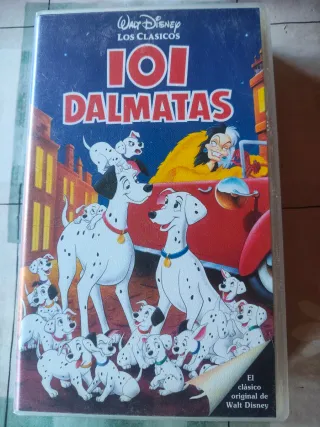 WALT DISNEY
LOS CLASICOS
101
DALMATAS
El
clásico
original de
Walt Disney